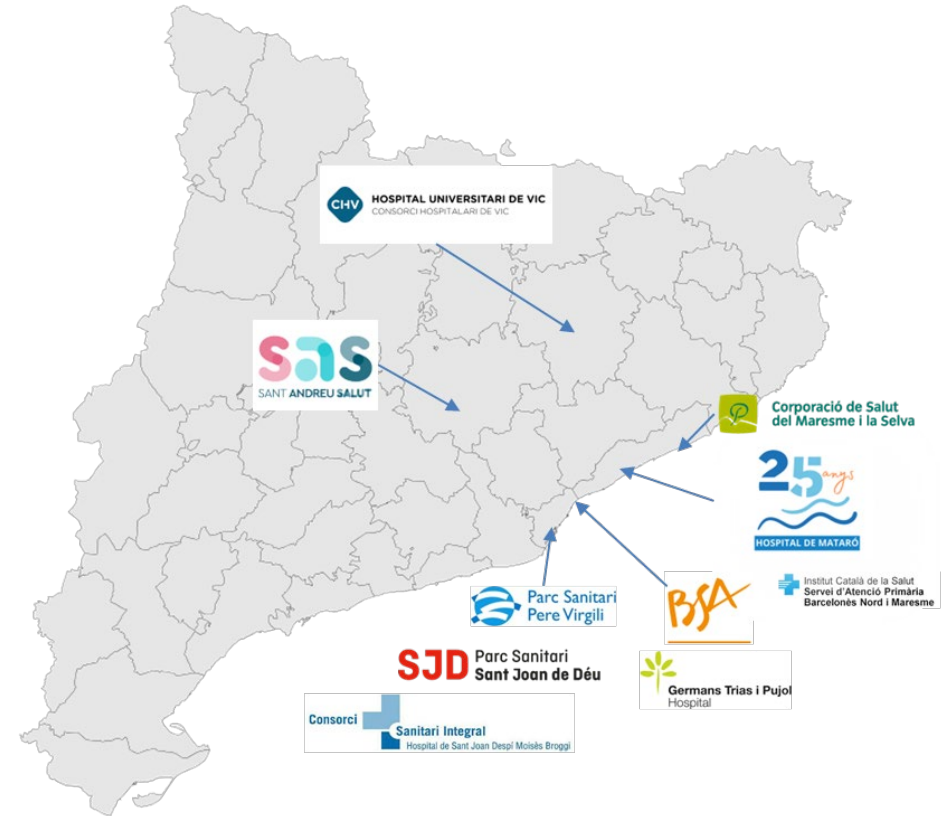 CHV
HOSPITAL UNIVERSITARI DE VIC
CONSORCI HOSPITALARI DE VIC
sas
SANT ANDREU SALUT
Corporació de Salut
del Maresme i la Selva
25 anys
HOSPITAL DE MATARÓ
Institut Català de la Salut
Servei d'Atenció Primària
Barcelonès Nord i Maresme
Parc Sanitari
Pere Virgili
BSA
SJD Parc Sanitari
Sant Joan de Déu
Germans Trias i Pujol
Hospital
Consorci
Sanitari Integral
Hospital de Sant Joan Despí Moisès Broggi